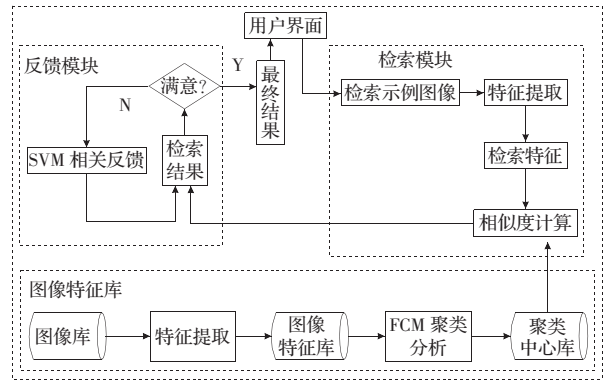 用户界面
反馈模块
满意?
Y
N
最
终
结
果
SVM 相关反馈
检索
结果
检索模块
检索示例图像
特征提取
检索特征
相似度计算
图像特征库
图像库
特征提取
图像
特征库
FCM 聚类
分析
聚类
中心库